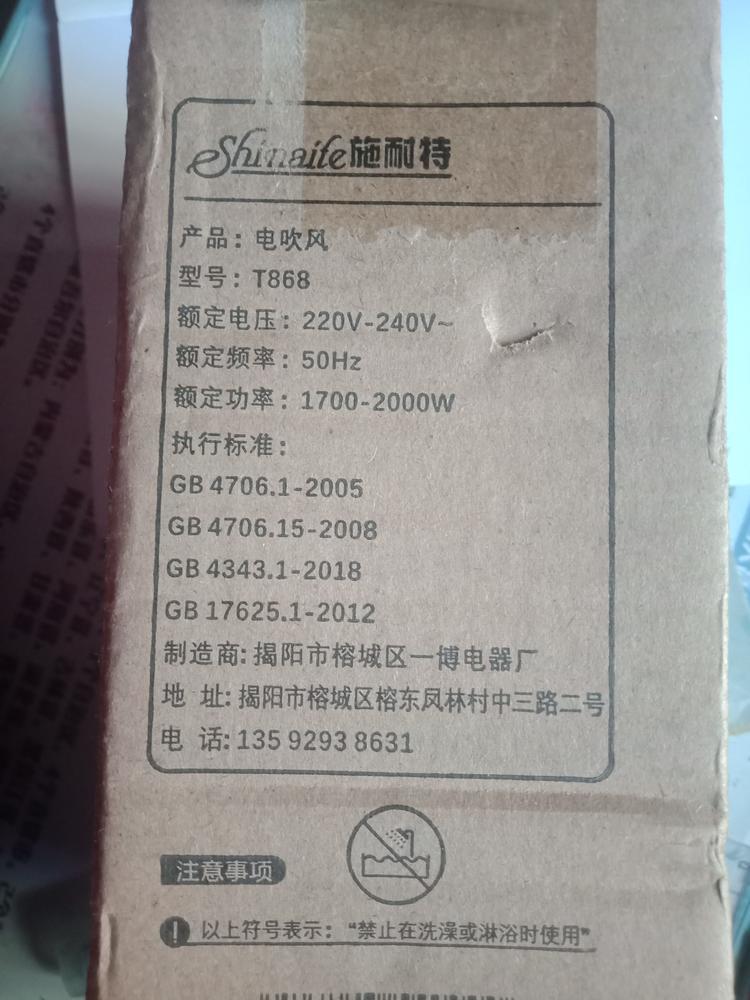 Shinaite施耐特
产品：电吹风
型号：T868
额定电压：220V-240V~
额定频率：50Hz
额定功率：1700-2000W
执行标准：
GB 4706.1-2005
GB 4706.15-2008
GB 4343.1-2018
GB 17625.1-2012
制造商：揭阳市榕城区一博电器厂
地 址：揭阳市榕城区榕东凤林村中三路二号
电 话：135 9293 8631
注意事项
! 以上符号表示：“禁止在洗澡或淋浴时使用”